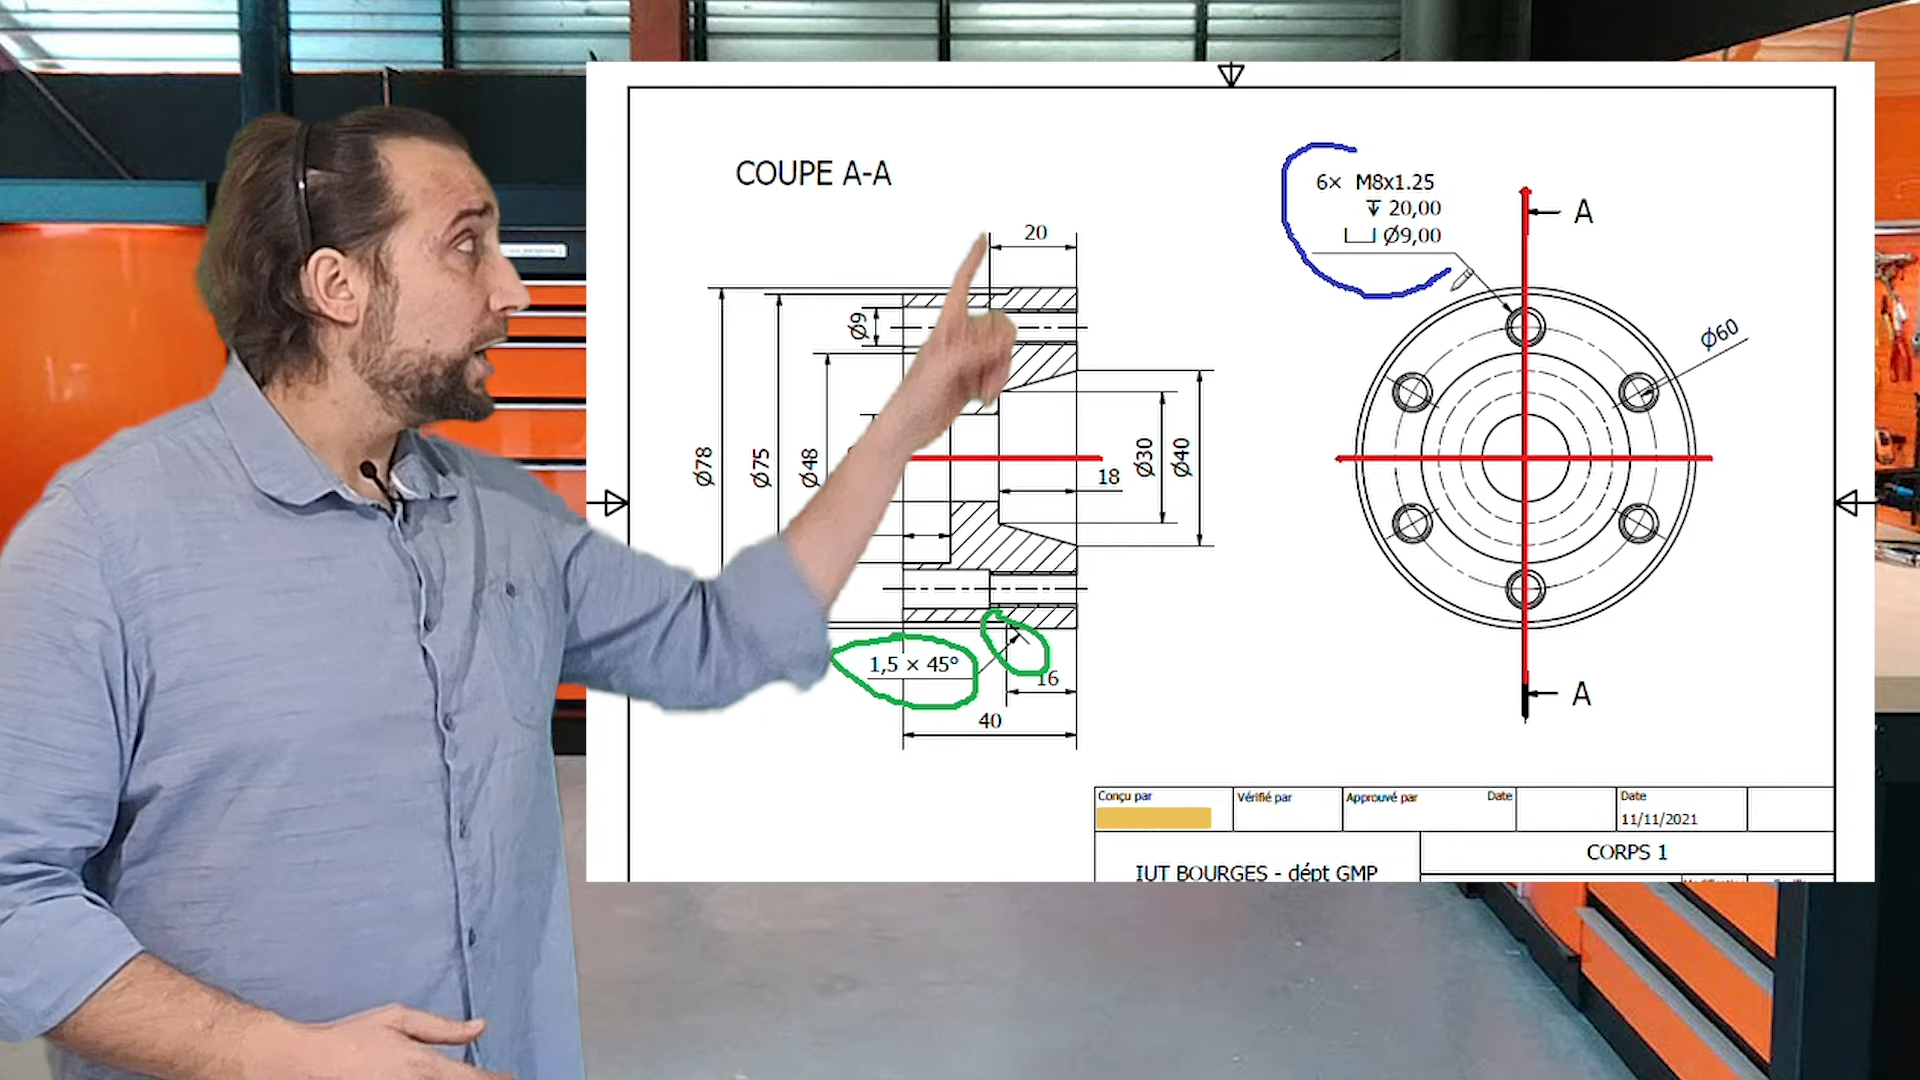 COUPE A-A
6× M8x1.25
↧ 20,00
⌴ Ø9,00
A
20
Ø9
Ø60
Ø78
Ø75
Ø48
Ø30
Ø40
18
1,5 × 45°
16
A
40
Conçu par
Vérifié par
Approuvé par
Date
Date
11/11/2021
CORPS 1
IUT BOURGES - dépt GMP